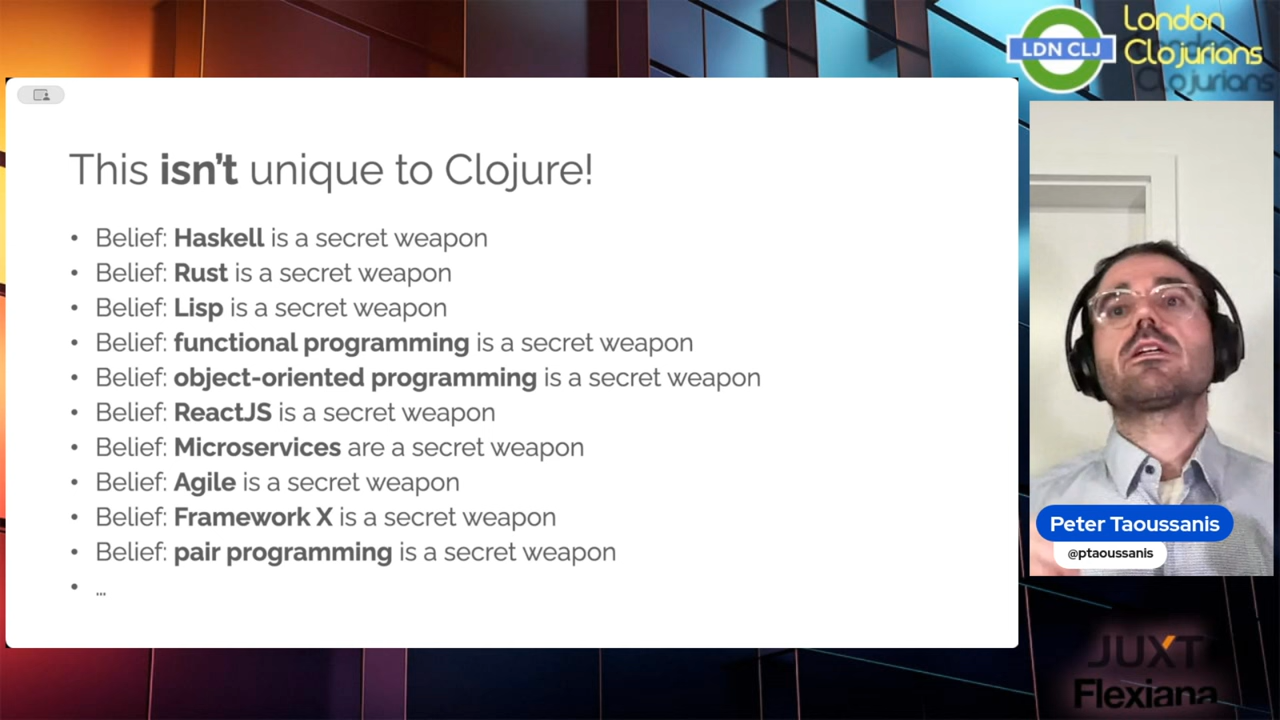 This isn't unique to Clojure!
• Belief: Haskell is a secret weapon
• Belief: Rust is a secret weapon
• Belief: Lisp is a secret weapon
• Belief: functional programming is a secret weapon
• Belief: object-oriented programming is a secret weapon
• Belief: ReactJS is a secret weapon
• Belief: Microservices are a secret weapon
• Belief: Agile is a secret weapon
• Belief: Framework X is a secret weapon
• Belief: pair programming is a secret weapon
• ...
LDN CLJ
London
Clojurians
Peter Taoussanis
@ptaoussanis
JUXT
Flexiana